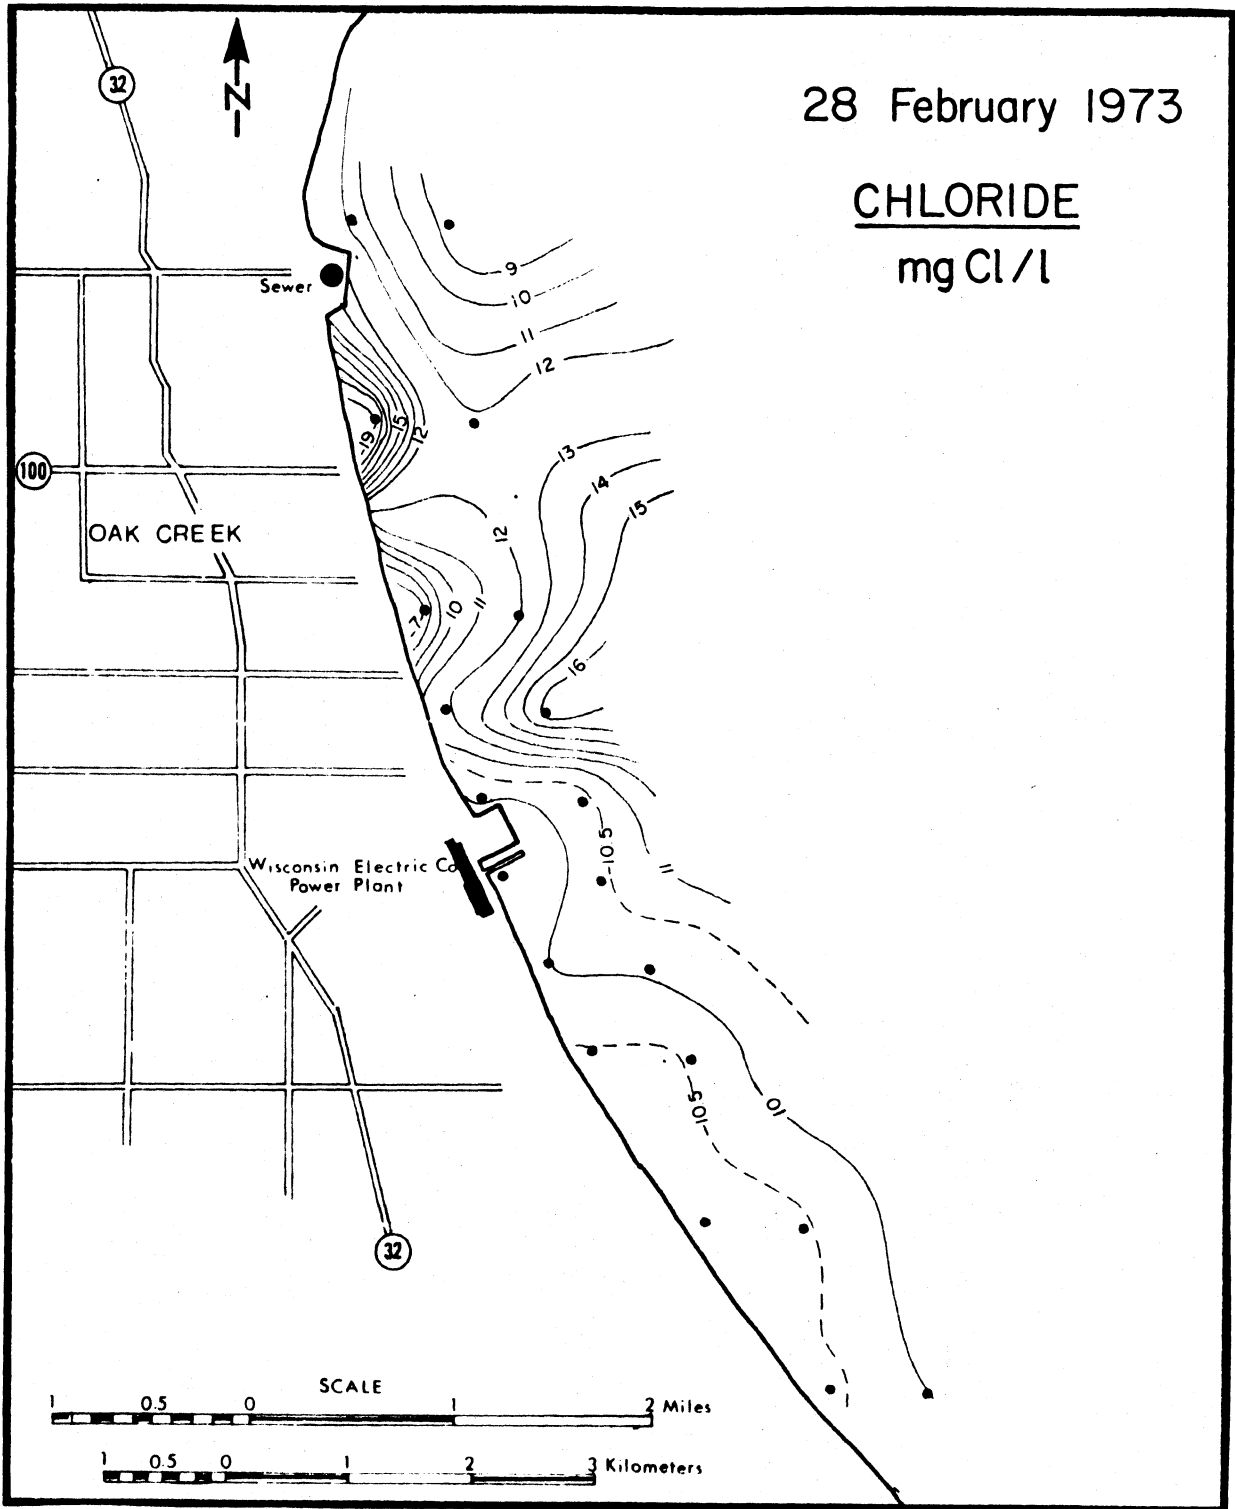 32
N
28 February 1973
CHLORIDE
mg Cl/l
Sewer
9
10
11
12
19
15
12
13
14
15
100
OAK CREEK
12
10
11
7
16
10.5
11
Wisconsin Electric Co
Power Plant
10
10.5
32
SCALE
1 0.5 0 1 2 Miles
1 0.5 0 1 2 3 Kilometers